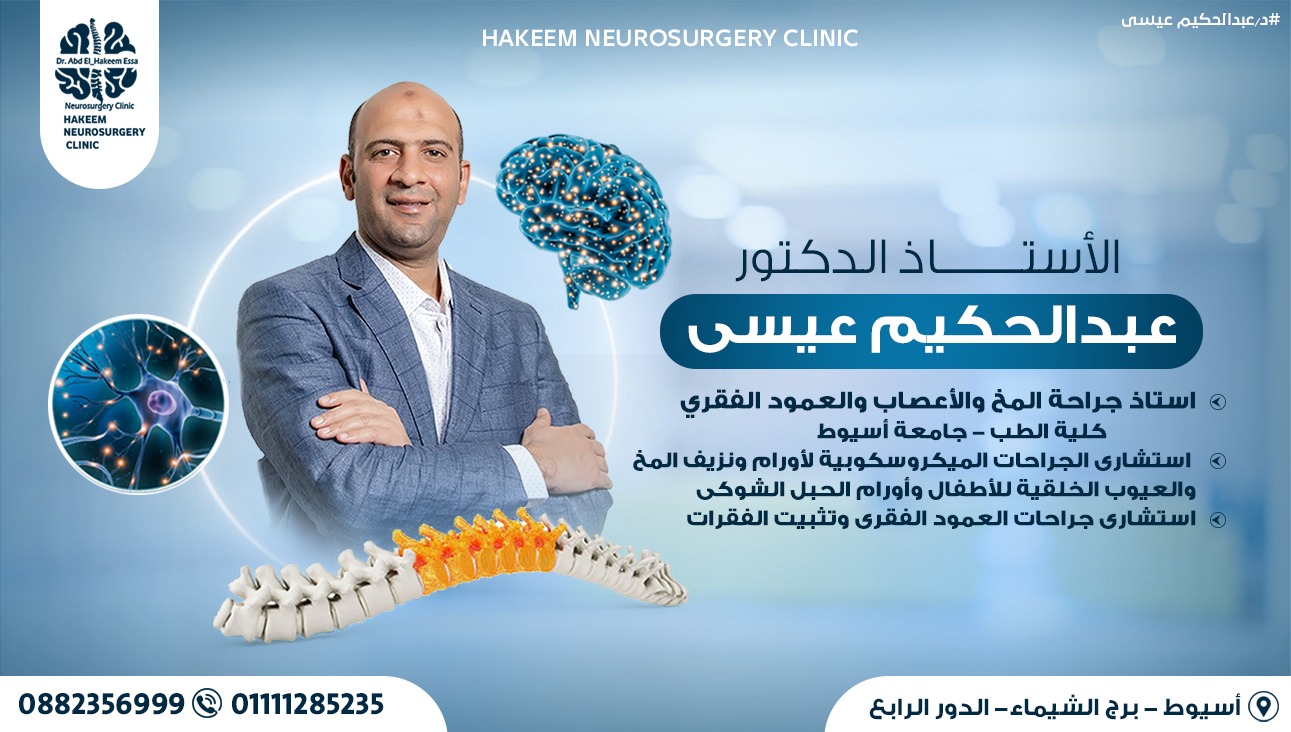 #د/عبدالحكيم عيسى
HAKEEM NEUROSURGERY CLINIC
Dr. Abd El_Hakeem Essa
Neurosurgery Clinic
HAKEEM
NEUROSURGERY
CLINIC
الأستـــــاذ الدكتور
عبدالحكيم عيسى
استاذ جراحة المخ والأعصاب والعمود الفقري
كلية الطب - جامعة أسيوط
استشارى الجراحات الميكروسكوبية لأورام ونزيف المخ
والعيوب الخلقية للأطفال وأورام الحبل الشوكى
استشارى جراحات العمود الفقرى وتثبيت الفقرات
أسيوط - برج الشيماء- الدور الرابع
0882356999 01111285235